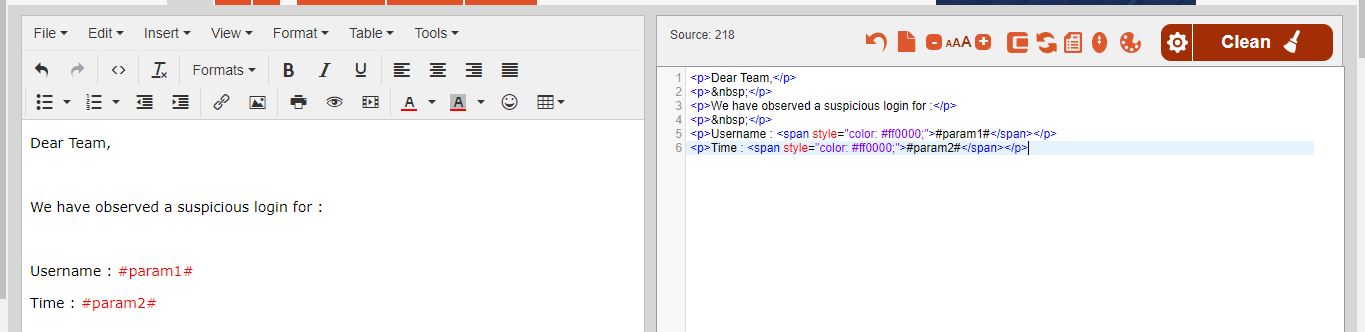 File Edit Insert View Format Table Tools
Formats B I U
A A
Dear Team,
We have observed a suspicious login for :
Username : #param1#
Time : #param2#
Source: 218
AAA
Clean
1 <p>Dear Team,</p>
2 <p>&nbsp;</p>
3 <p>We have observed a suspicious login for :</p>
4 <p>&nbsp;</p>
5 <p>Username : <span style="color: #ff0000;">#param1#</span></p>
6 <p>Time : <span style="color: #ff0000;">#param2#</span></p>